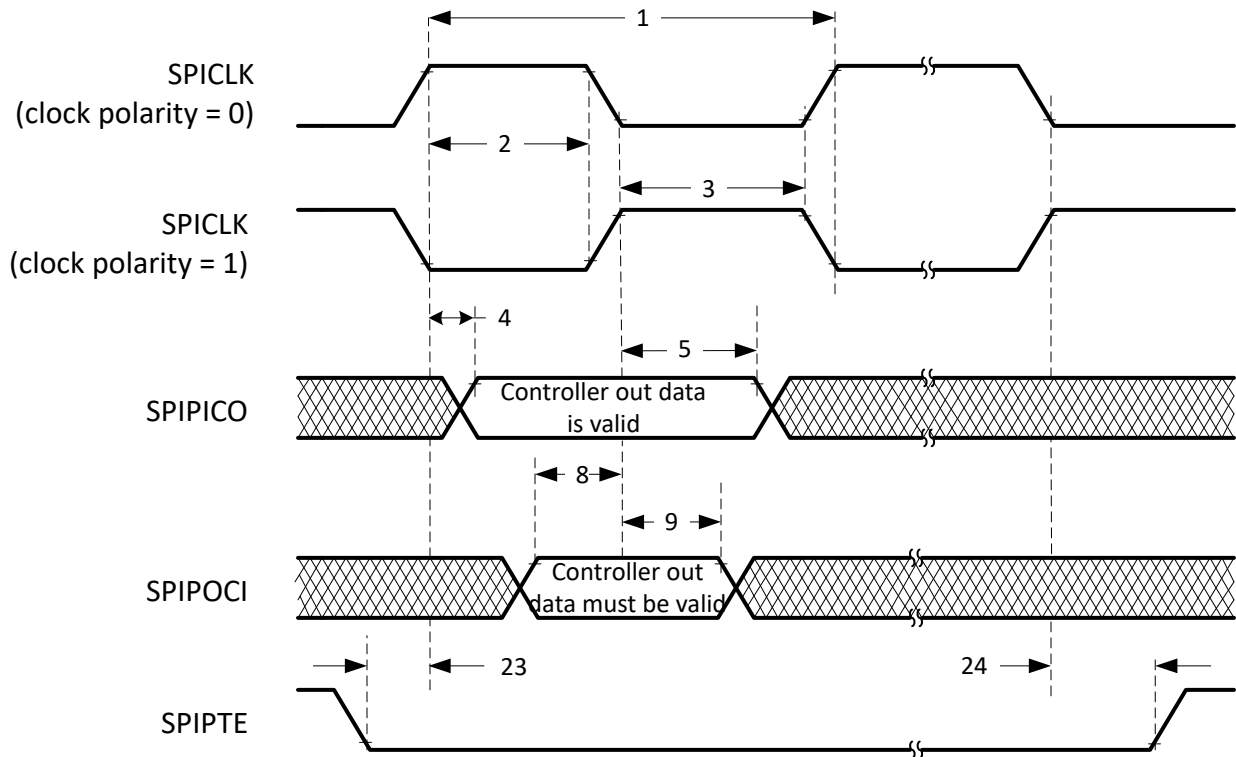 1
SPICLK
(clock polarity = 0)
2
3
SPICLK
(clock polarity = 1)
4
5
SPIPICO
Controller out data
is valid
8
9
SPIPOCI
Controller out
data must be valid
23
24
SPIPTE